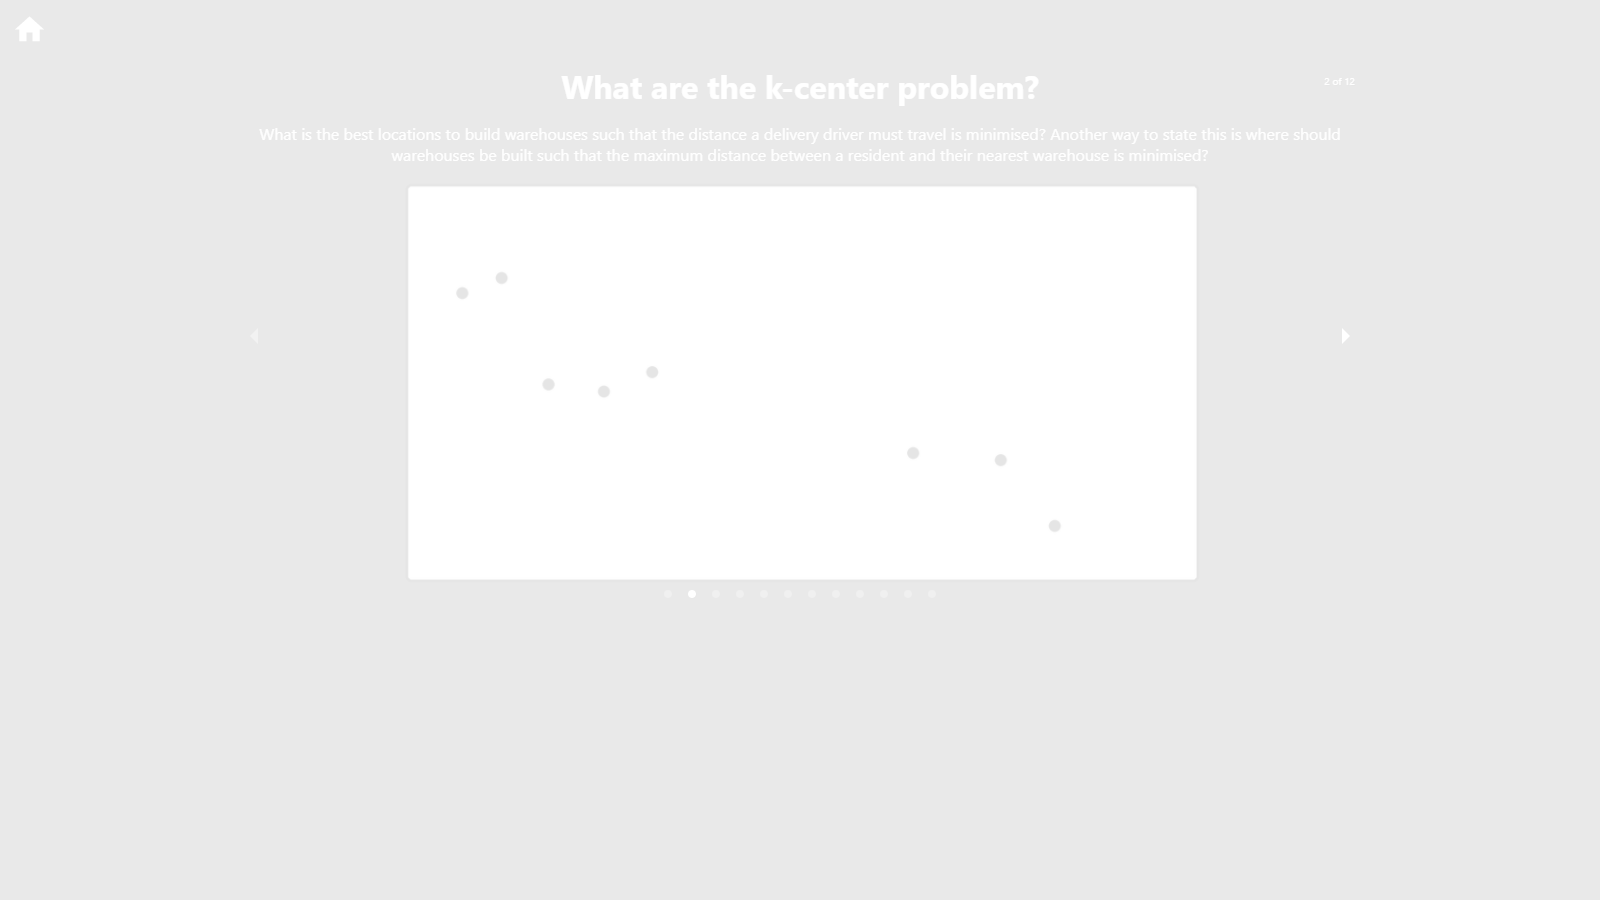 What are the k-center problem?
2 of 12
What is the best locations to build warehouses such that the distance a delivery driver must travel is minimised? Another way to state this is where should
warehouses be built such that the maximum distance between a resident and their nearest warehouse is minimised?